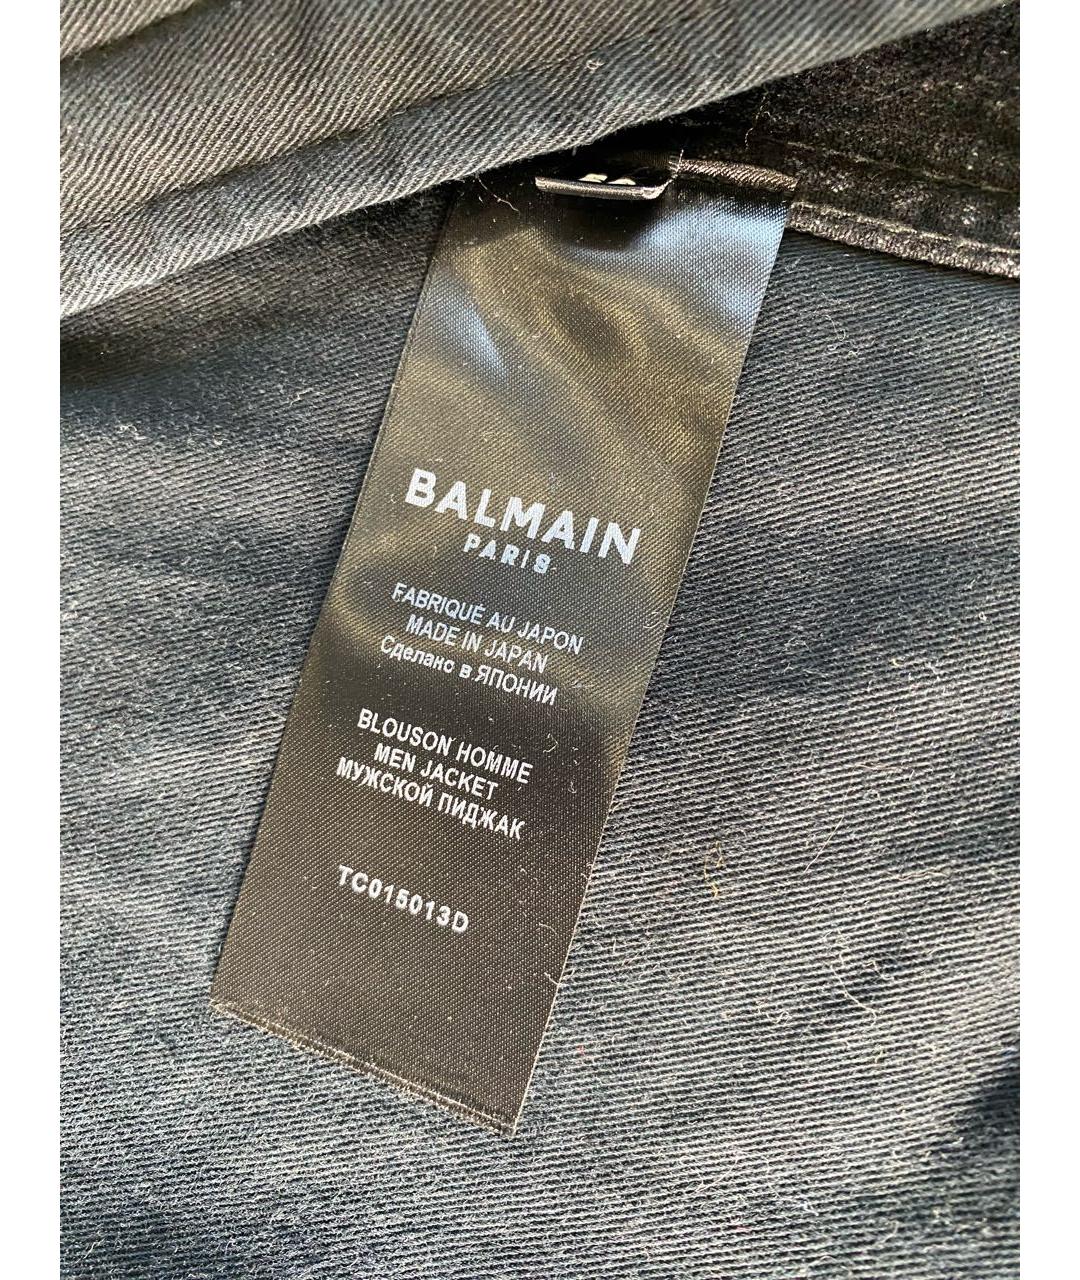 BALMAIN
PARIS
FABRIQUÉ AU JAPON
MADE IN JAPAN
Сделано в ЯПОНИИ
BLOUSON HOMME
MEN JACKET
МУЖСКОЙ ПИДЖАК
TC015013D